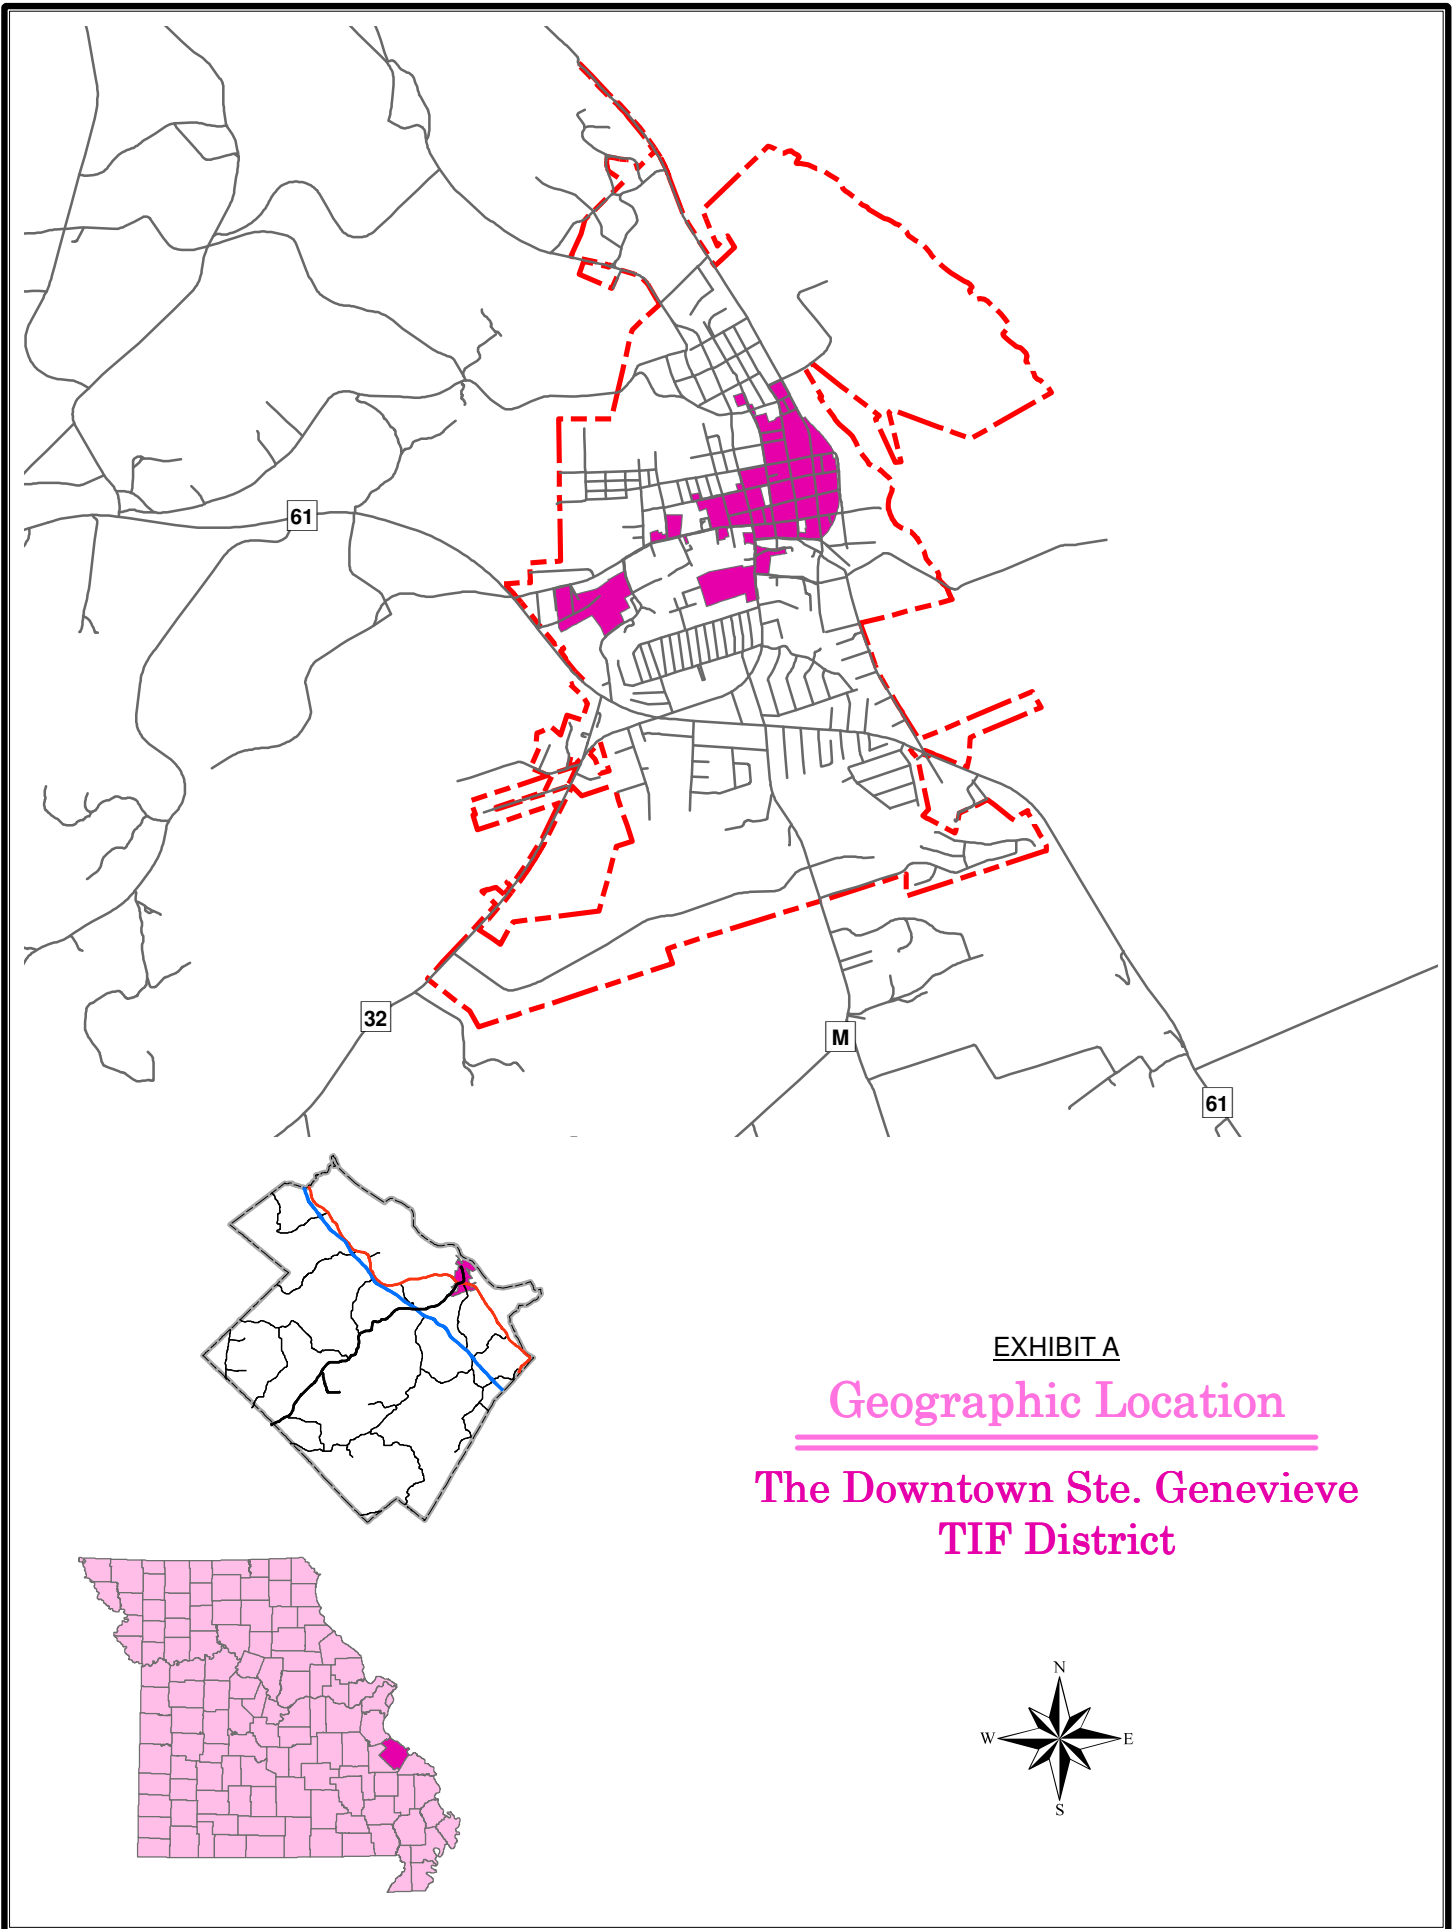 61
32
M
61
EXHIBIT A
Geographic Location
The Downtown Ste. Genevieve
TIF District
N
W
E
S